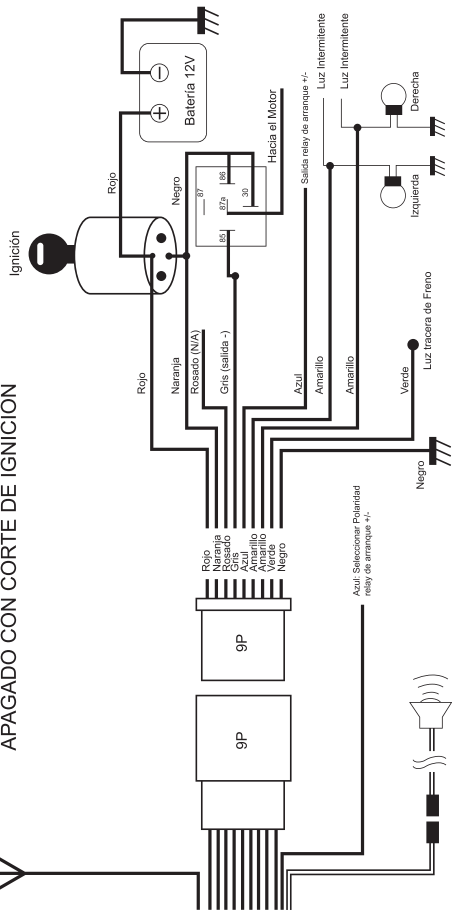 APAGADO CON CORTE DE IGNICION
Ignición
Rojo
Batería 12V
Rojo
Naranja
Negro
Rosado (N/A)
Gris (salida -)
87
86
87a
85
30
Hacia el Motor
Azul
Salida relay de arranque +/-
Amarillo
Luz Intermitente
Amarillo
Luz Intermitente
Izquierda
Derecha
Verde
Luz tracera de Freno
Negro
Rojo
Naranja
Rosado
Gris
Azul
Amarillo
Amarillo
Verde
Negro
9P
9P
Azul: Seleccionar Polaridad
relay de arranque +/-